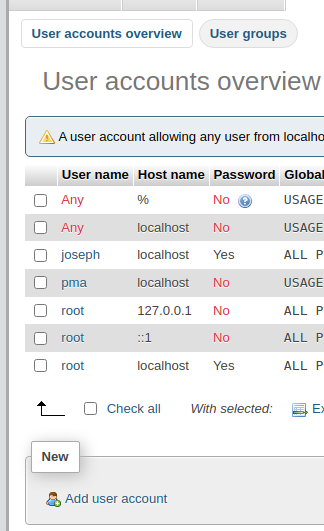 User accounts overview User groups
User accounts overview
A user account allowing any user from localho
User name Host name Password Global
Any % No USAGE
Any localhost No USAGE
joseph localhost Yes ALL P
pma localhost No USAGE
root 127.0.0.1 No ALL P
root ::1 No ALL P
root localhost Yes ALL P
Check all With selected: Ex
New
Add user account